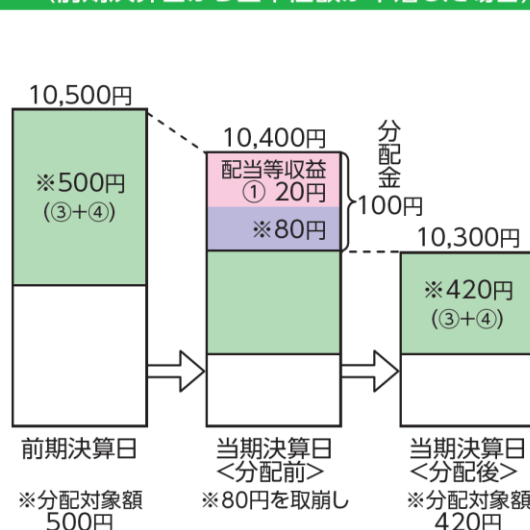 10,500円
※500円
(③+④)
前期決算日
※分配対象額
500円
10,400円
配当等収益
① 20円
※80円
分配金
100円
当期決算日
<分配前>
※80円を取崩し
10,300円
※420円
(③+④)
当期決算日
<分配後>
※分配対象額
420円